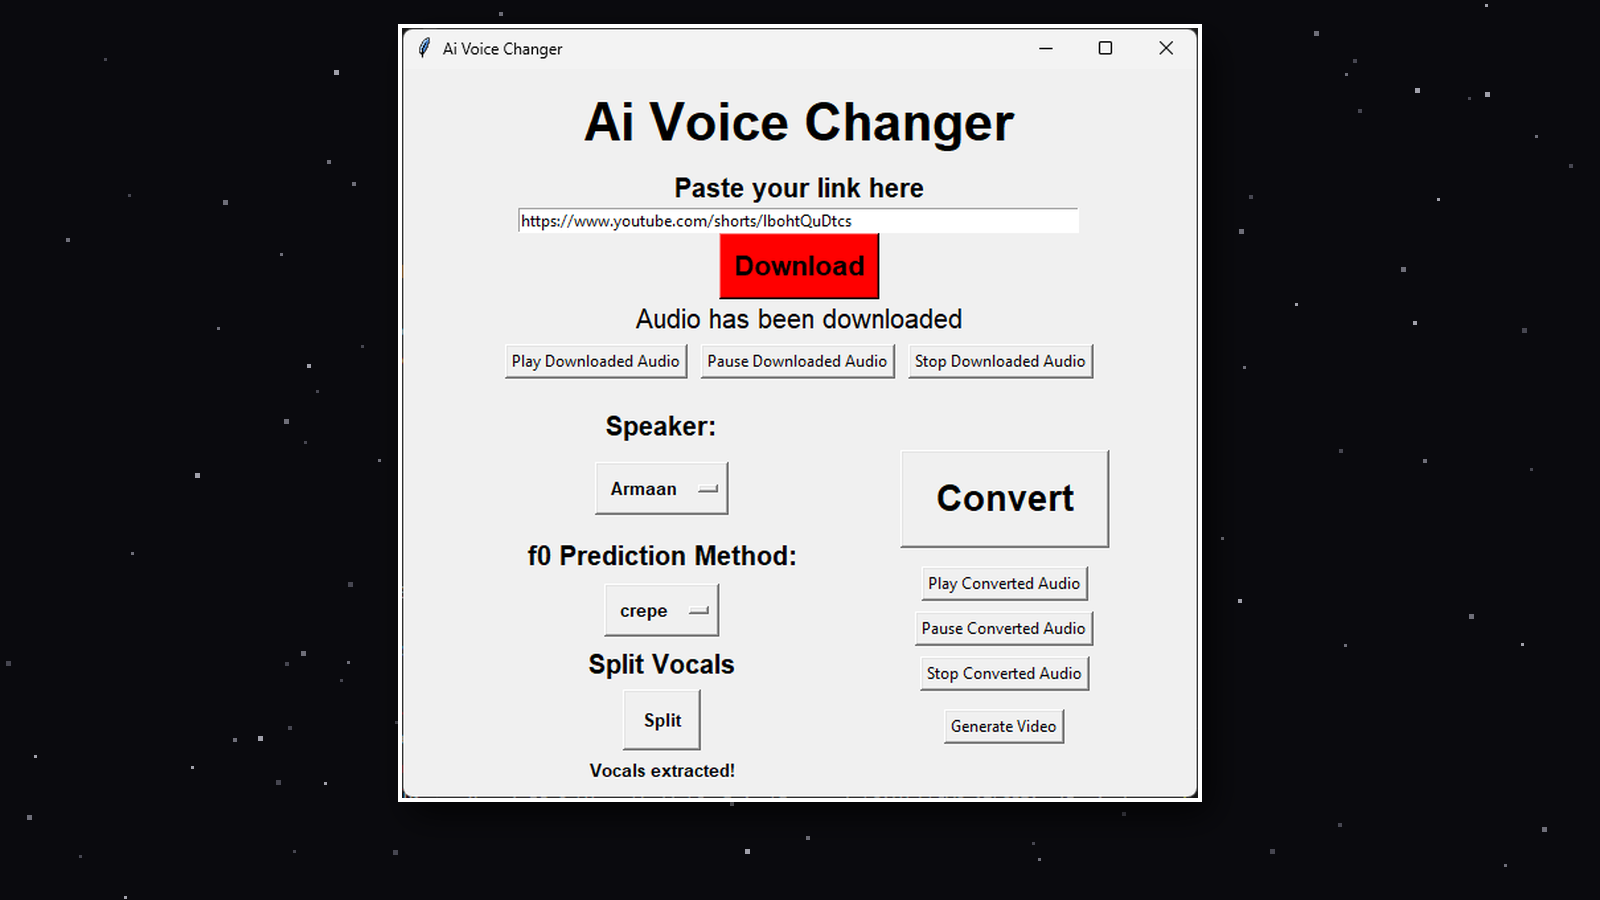 Ai Voice Changer
Ai Voice Changer
Paste your link here
https://www.youtube.com/shorts/lbohtQuDtcs
Download
Audio has been downloaded
Play Downloaded Audio
Pause Downloaded Audio
Stop Downloaded Audio
Speaker:
Armaan
f0 Prediction Method:
crepe
Split Vocals
Split
Vocals extracted!
Convert
Play Converted Audio
Pause Converted Audio
Stop Converted Audio
Generate Video